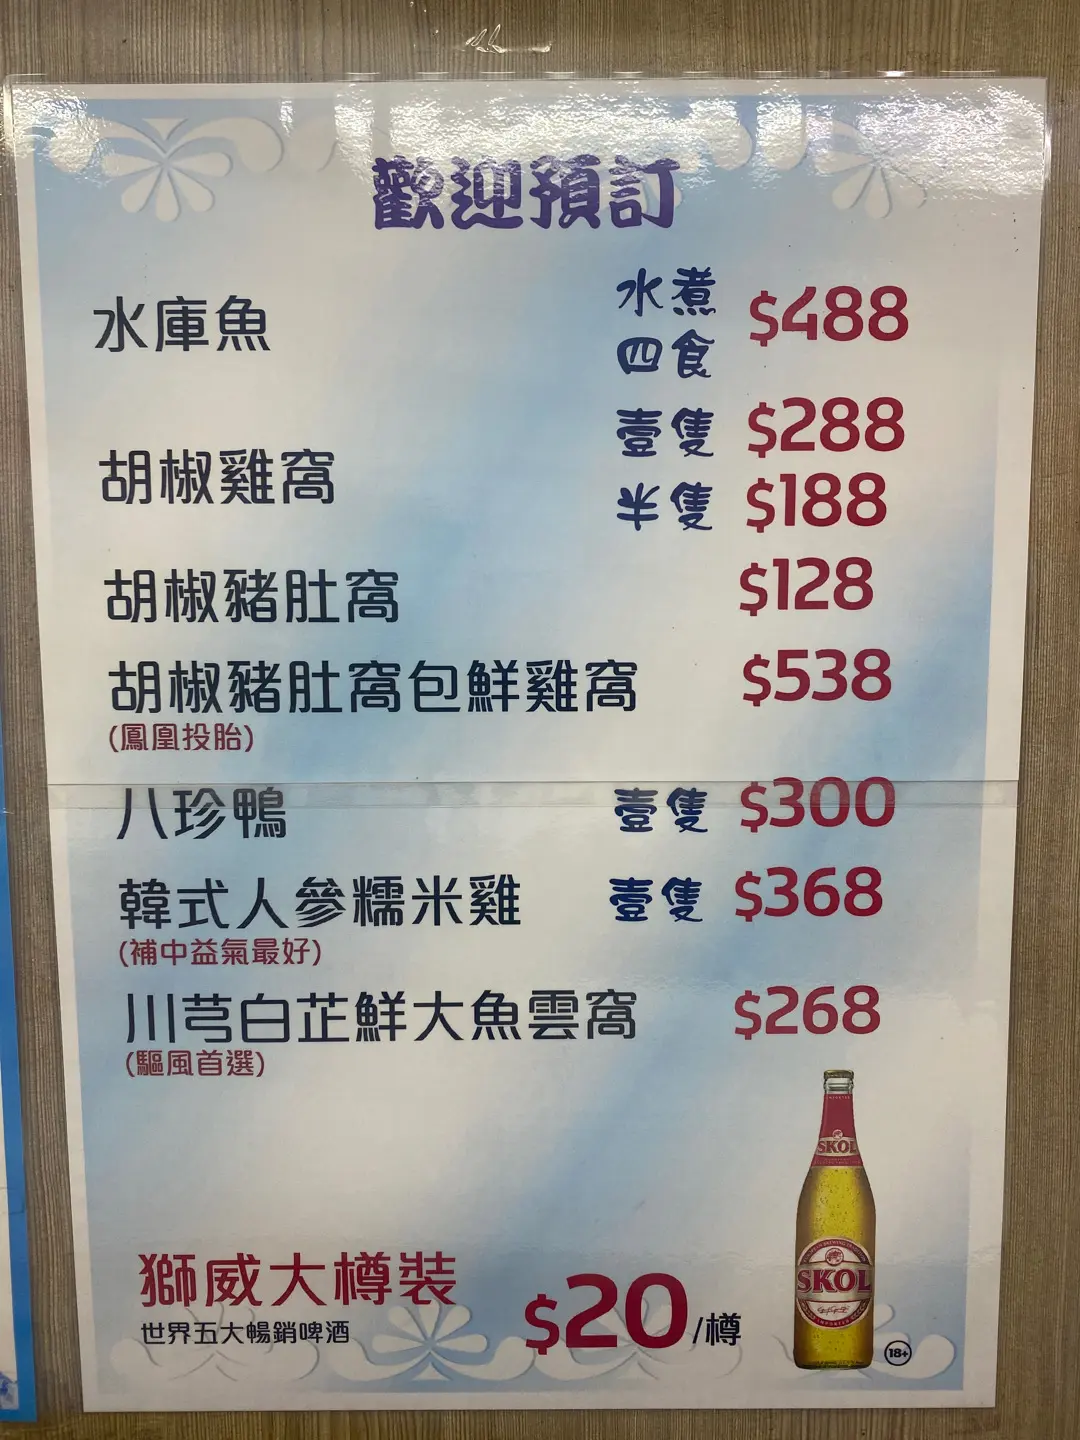 歡迎預訂
水庫魚 水煮四食 $488
胡椒雞窩 壹隻 $288
半隻 $188
胡椒豬肚窩 $128
胡椒豬肚窩包鮮雞窩 $538
(鳳凰投胎)
八珍鴨 壹隻 $300
韓式人參糯米雞 壹隻 $368
(補中益氣最好)
川芎白芷鮮大魚雲窩 $268
(驅風首選)
SKOL
SKOL
獅威大樽裝
世界五大暢銷啤酒
$20/樽
18+